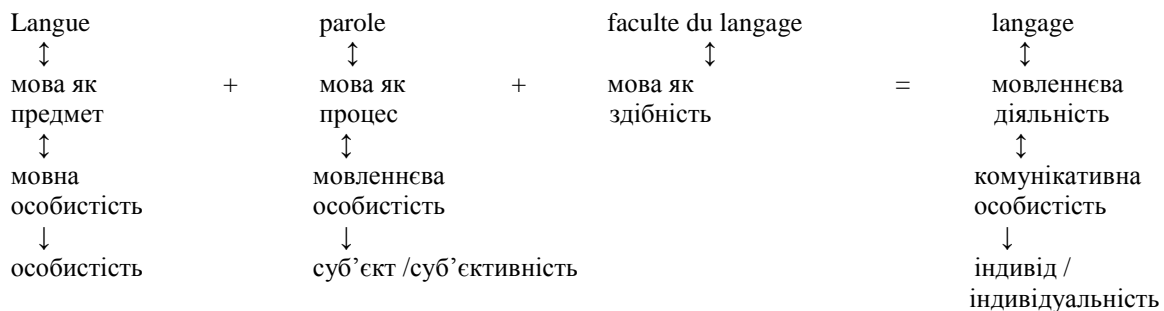 Langue parole faculte du langage langage
↕ ↕ ↕ ↕
мова як + мова як + мова як = мовленнєва
предмет процес здібність діяльність
↕ ↕ ↕
мовна мовленнєва комунікативна
особистість особистість особистість
↓ ↓ ↓
особистість суб’єкт /суб’єктивність індивід /
індивідуальність